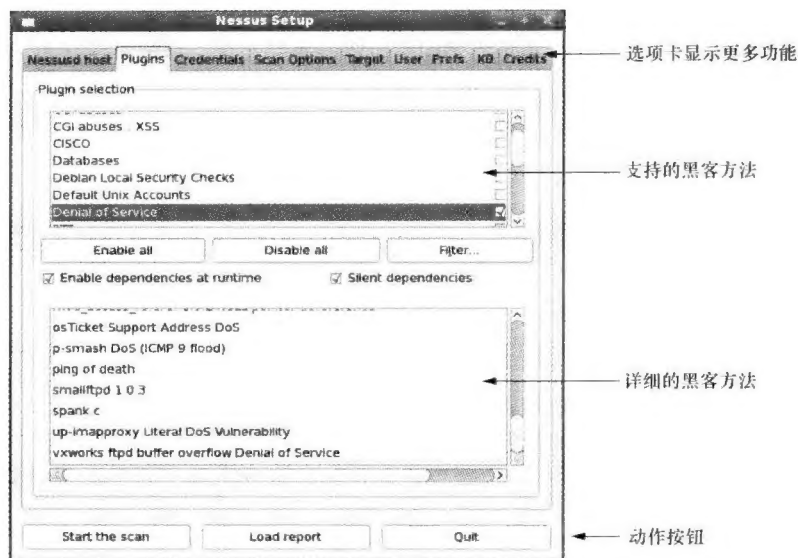 Nessus Setup
Nessusd host Plugins Credentials Scan Options Target User Prefs KB Credits
选项卡显示更多功能
Plugin selection
CGI abuses : XSS
CISCO
Databases
支持的黑客方法
Debian Local Security Checks
Default Unix Accounts
Denial of Service
Enable all Disable all Filter...
Enable dependencies at runtime Silent dependencies
osTicket Support Address DoS
p-smash DoS (ICMP 9 flood)
ping of death
详细的黑客方法
smallftpd 1.0.3
spank.c
up-imapproxy Literal DoS Vulnerability
vxworks ftpd buffer overflow Denial of Service
Start the scan Load report Quit
动作按钮